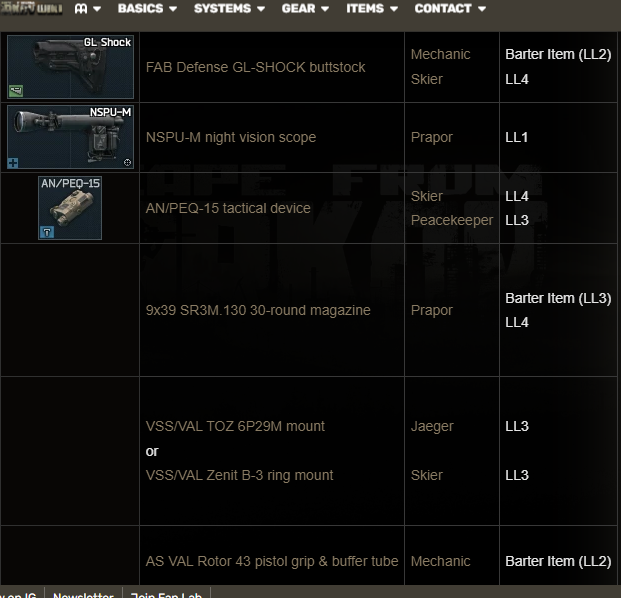 BASICS SYSTEMS GEAR ITEMS CONTACT
GL Shock
FAB Defense GL-SHOCK buttstock
Mechanic
Barter Item (LL2)
Skier
LL4
NSPU-M
NSPU-M night vision scope
Prapor
LL1
AN/PEQ-15
AN/PEQ-15 tactical device
Skier
LL4
Peacekeeper
LL3
9x39 SR3M.130 30-round magazine
Prapor
Barter Item (LL3)
LL4
VSS/VAL TOZ 6P29M mount
Jaeger
LL3
or
VSS/VAL Zenit B-3 ring mount
Skier
LL3
AS VAL Rotor 43 pistol grip & buffer tube
Mechanic
Barter Item (LL2)
on IG Newsletter Join Fan Lab